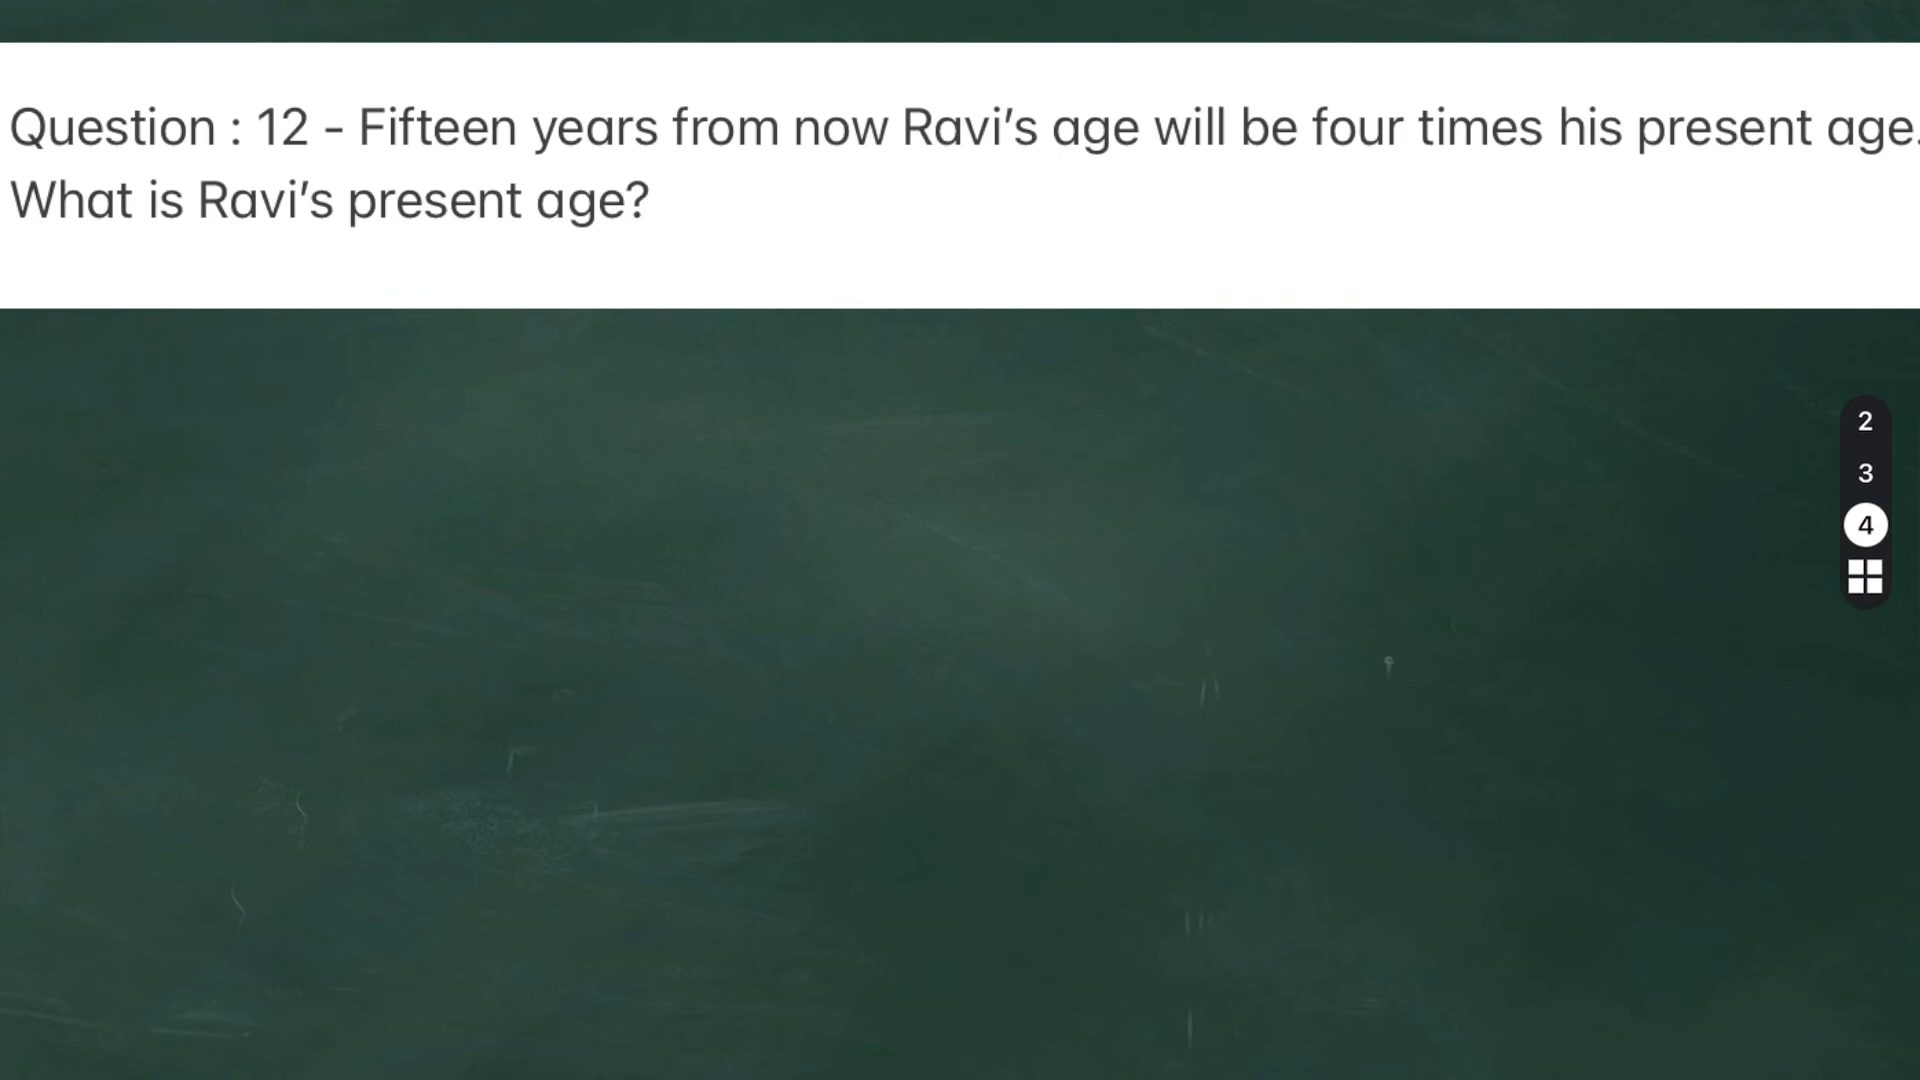 Question : 12 - Fifteen years from now Ravi’s age will be four times his present age.
What is Ravi’s present age?
2
3
4